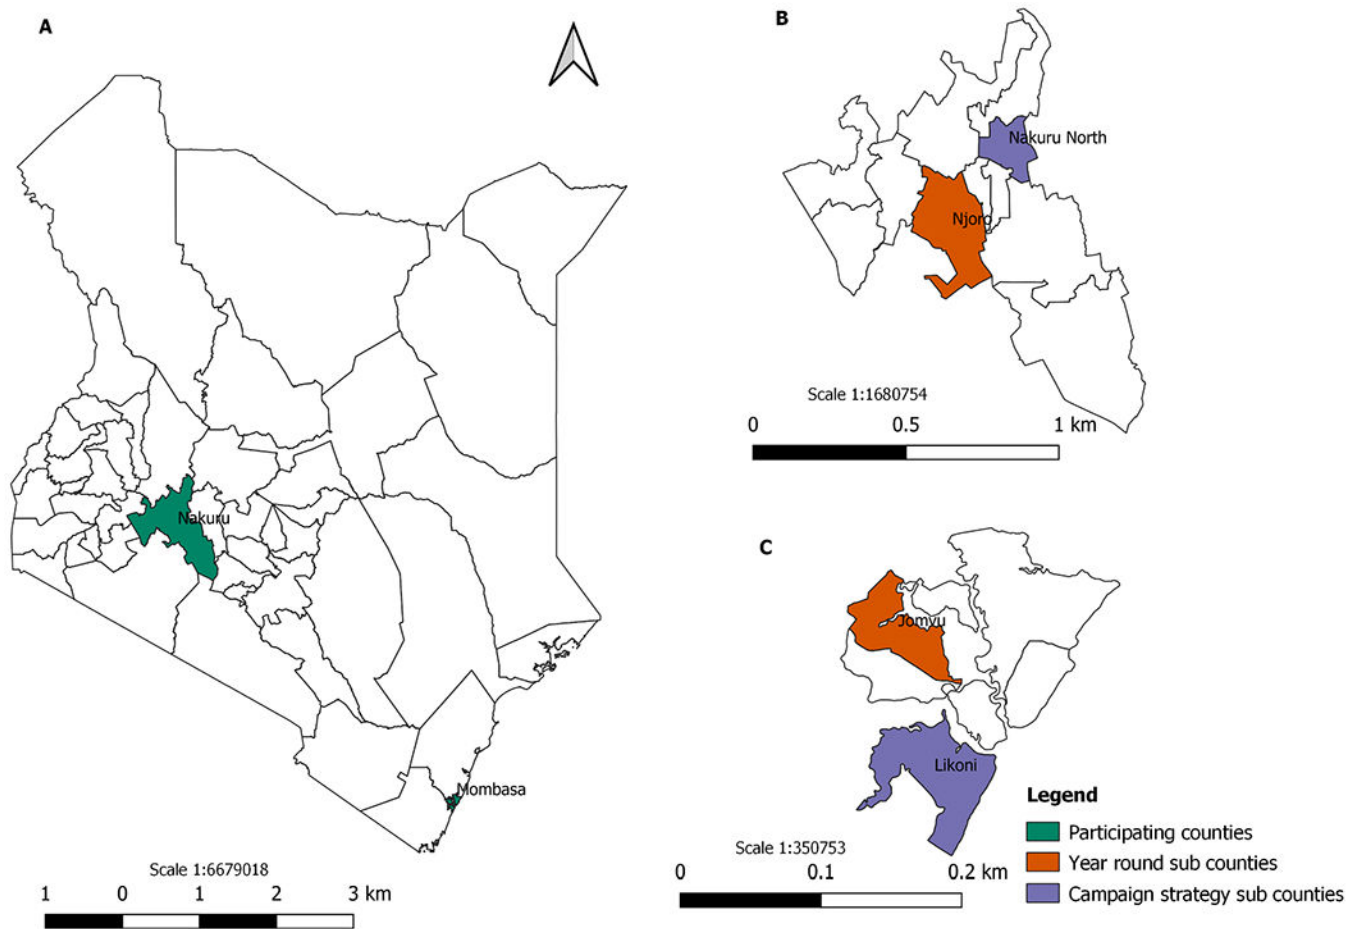 A
Nakuru
Mombasa
Scale 1:6679018
1 0 1 2 3 km
B
Nakuru North
Njoro
Scale 1:1680754
0 0.5 1 km
C
Jomvu
Likoni
Scale 1:350753
0 0.1 0.2 km
Legend
Participating counties
Year round sub counties
Campaign strategy sub counties